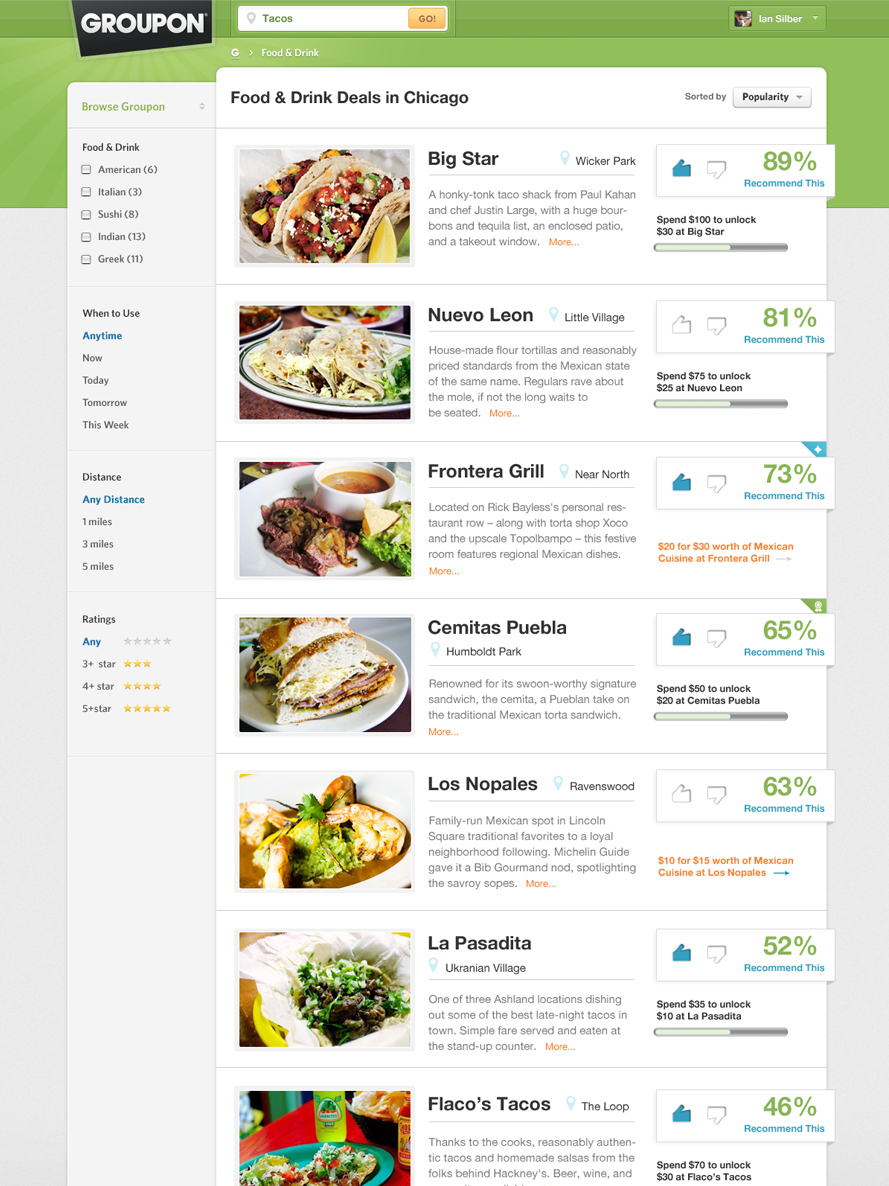 GROUPON
Tacos
GO!
Ian Silber
G > Food & Drink
Browse Groupon
Food & Drink
American (6)
Italian (3)
Sushi (8)
Indian (13)
Greek (11)
When to Use
Anytime
Now
Today
Tomorrow
This Week
Distance
Any Distance
1 miles
3 miles
5 miles
Ratings
Any
3+ star
4+ star
5+star
Food & Drink Deals in Chicago
Sorted by
Popularity
Big Star
Wicker Park
A honky-tonk taco shack from Paul Kahan
and chef Justin Large, with a huge bour-
bons and tequila list, an enclosed patio,
and a takeout window. More...
89%
Recommend This
Spend $100 to unlock
$30 at Big Star
Nuevo Leon
Little Village
House-made flour tortillas and reasonably
priced standards from the Mexican state
of the same name. Regulars rave about
the mole, if not the long waits to
be seated. More...
81%
Recommend This
Spend $75 to unlock
$25 at Nuevo Leon
Frontera Grill
Near North
Located on Rick Bayless's personal res-
taurant row – along with torta shop Xoco
and the upscale Topolbampo – this festive
room features regional Mexican dishes.
More...
73%
Recommend This
$20 for $30 worth of Mexican
Cuisine at Frontera Grill
Cemitas Puebla
Humboldt Park
Renowned for its swoon-worthy signature
sandwich, the cemita, a Pueblan take on
the traditional Mexican torta sandwich.
More...
65%
Recommend This
Spend $50 to unlock
$20 at Cemitas Puebla
Los Nopales
Ravenswood
Family-run Mexican spot in Lincoln
Square traditional favorites to a loyal
neighborhood following. Michelin Guide
gave it a Bib Gourmand nod, spotlighting
the savroy sopes. More...
63%
Recommend This
$10 for $15 worth of Mexican
Cuisine at Los Nopales
La Pasadita
Ukranian Village
One of three Ashland locations dishing
out some of the best late-night tacos in
town. Simple fare served and eaten at
the stand-up counter. More...
52%
Recommend This
Spend $35 to unlock
$10 at La Pasadita
Flaco's Tacos
The Loop
Thanks to the cooks, reasonably authen-
tic tacos and homemade salsas from the
folks behind Hackney's. Beer, wine, and
46%
Recommend This
Spend $70 to unlock
$30 at Flaco's Tacos